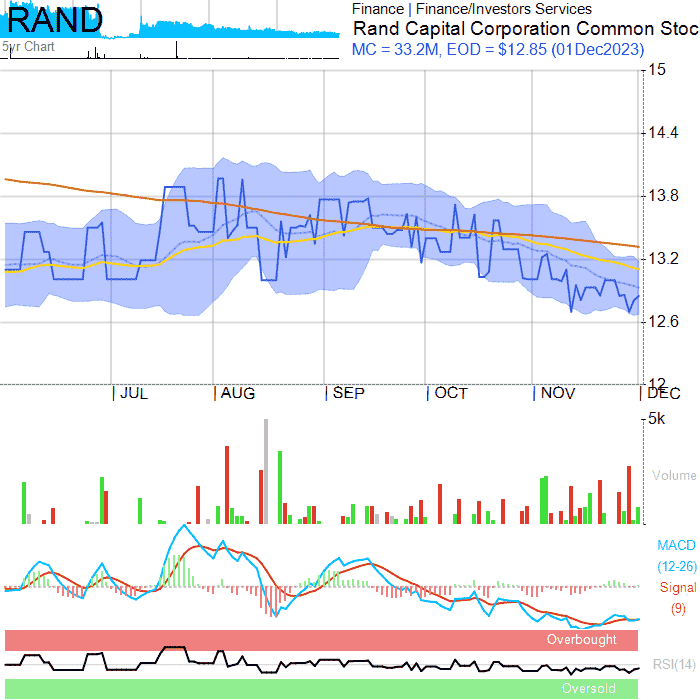 RAND
5yr Chart
Finance | Finance/Investors Services
Rand Capital Corporation Common Stoc
MC = 33.2M, EOD = $12.85 (01Dec2023)
15
14.4
13.8
13.2
12.6
12
JUL
AUG
SEP
OCT
NOV
DEC
5k
Volume
MACD
(12-26)
Signal
(9)
Overbought
RSI(14)
Oversold